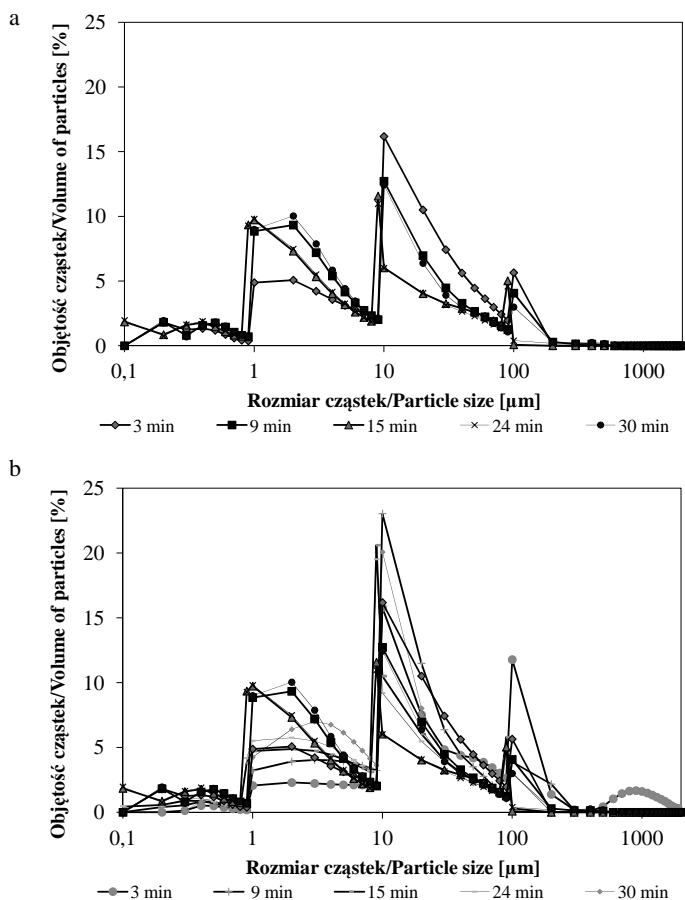 a
Objętość cząstek/Volume of particles [%]
25
20
15
10
5
0
0,1 1 10 100 1000
Rozmiar cząstek/Particle size [µm]
3 min 9 min 15 min 24 min 30 min
b
Objętość cząstek/Volume of particles [%]
25
20
15
10
5
0
0,1 1 10 100 1000
Rozmiar cząstek/Particle size [µm]
3 min 9 min 15 min 24 min 30 min